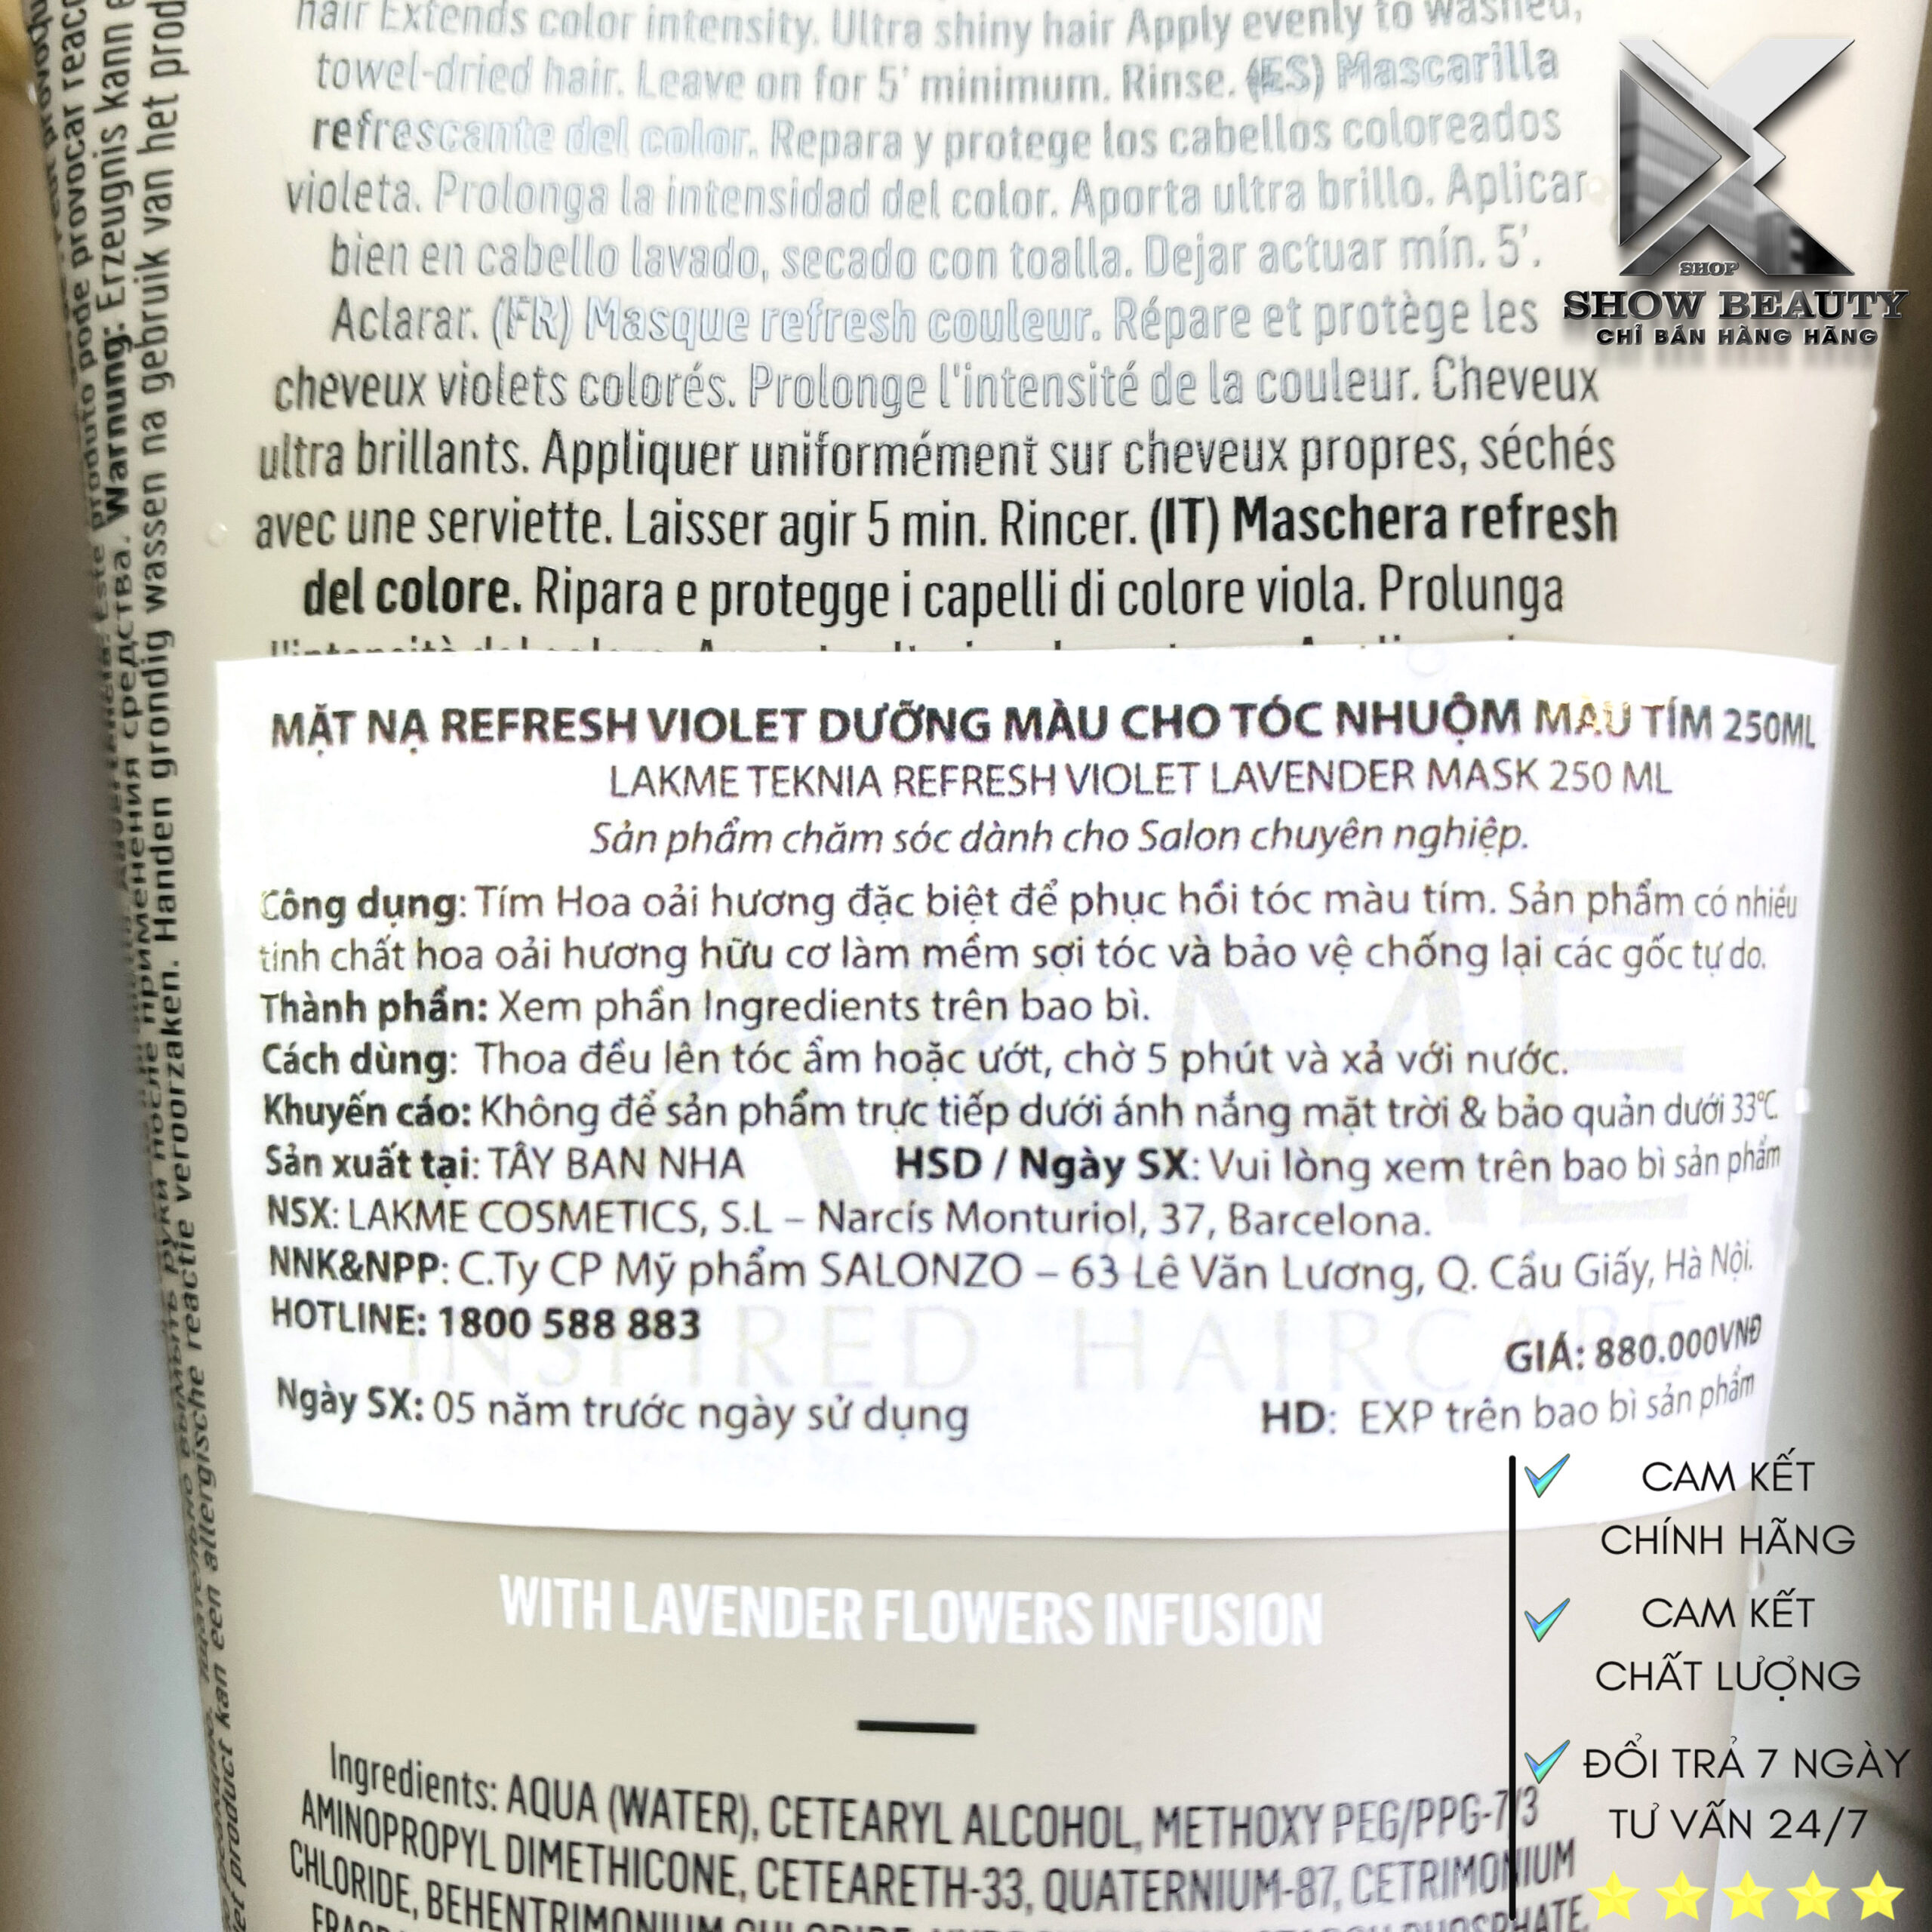 hair Extends color intensity. Ultra shiny hair Apply evenly to washed,
towel-dried hair. Leave on for 5' minimum. Rinse. (ES) Mascarilla
refrescante del color. Repara y protege los cabellos coloreados
violeta. Prolonga la intensidad del color. Aporta ultra brillo. Aplicar
bien en cabello lavado, secado con toalla. Dejar actuar mín. 5'.
Aclarar. (FR) Masque refresh couleur. Répare et protège les
cheveux violets colorés. Prolonge l'intensité de la couleur. Cheveux
ultra brillants. Appliquer uniformément sur cheveux propres, séchés
avec une serviette. Laisser agir 5 min. Rincer. (IT) Maschera refresh
del colore. Ripara e protegge i capelli di colore viola. Prolunga
produto pode provocar
Warnung: Erzeugnis kann
после применения средства. Handen grondig wassen na gebruik van het
product kan een allergische reactie veroorzaken.
SHOP
SHOW BEAUTY
CHỈ BÁN HÀNG HÃNG
MẶT NẠ REFRESH VIOLET DƯỠNG MÀU CHO TÓC NHUỘM MÀU TÍM 250ML
LAKME TEKNIA REFRESH VIOLET LAVENDER MASK 250 ML
Sản phẩm chăm sóc dành cho Salon chuyên nghiệp.
Công dụng: Tím Hoa oải hương đặc biệt để phục hồi tóc màu tím. Sản phẩm có nhiều
tinh chất hoa oải hương hữu cơ làm mềm sợi tóc và bảo vệ chống lại các gốc tự do.
Thành phần: Xem phần Ingredients trên bao bì.
Cách dùng: Thoa đều lên tóc ẩm hoặc ướt, chờ 5 phút và xả với nước.
Khuyến cáo: Không để sản phẩm trực tiếp dưới ánh nắng mặt trời & bảo quản dưới 33°C
Sản xuất tại: TÂY BAN NHA HSD / Ngày SX: Vui lòng xem trên bao bì sản phẩm
NSX: LAKME COSMETICS, S.L – Narcís Monturiol, 37, Barcelona.
NNK&NPP: C.Ty CP Mỹ phẩm SALONZO – 63 Lê Văn Lương, Q. Cầu Giấy, Hà Nội.
HOTLINE: 1800 588 883
GIÁ: 880.000VNĐ
Ngày SX: 05 năm trước ngày sử dụng HD: EXP trên bao bì sản phẩm
LAKME
INSPIRED HAIRCARE
WITH LAVENDER FLOWERS INFUSION
Ingredients: AQUA (WATER), CETEARYL ALCOHOL, METHOXY PEG/PPG-7/3
AMINOPROPYL DIMETHICONE, CETEARETH-33, QUATERNIUM-87, CETRIMONIUM
CHLORIDE, BEHENTRIMONIUM
CAM KẾT
CHÍNH HÃNG
CAM KẾT
CHẤT LƯỢNG
ĐỔI TRẢ 7 NGÀY
TƯ VẤN 24/7